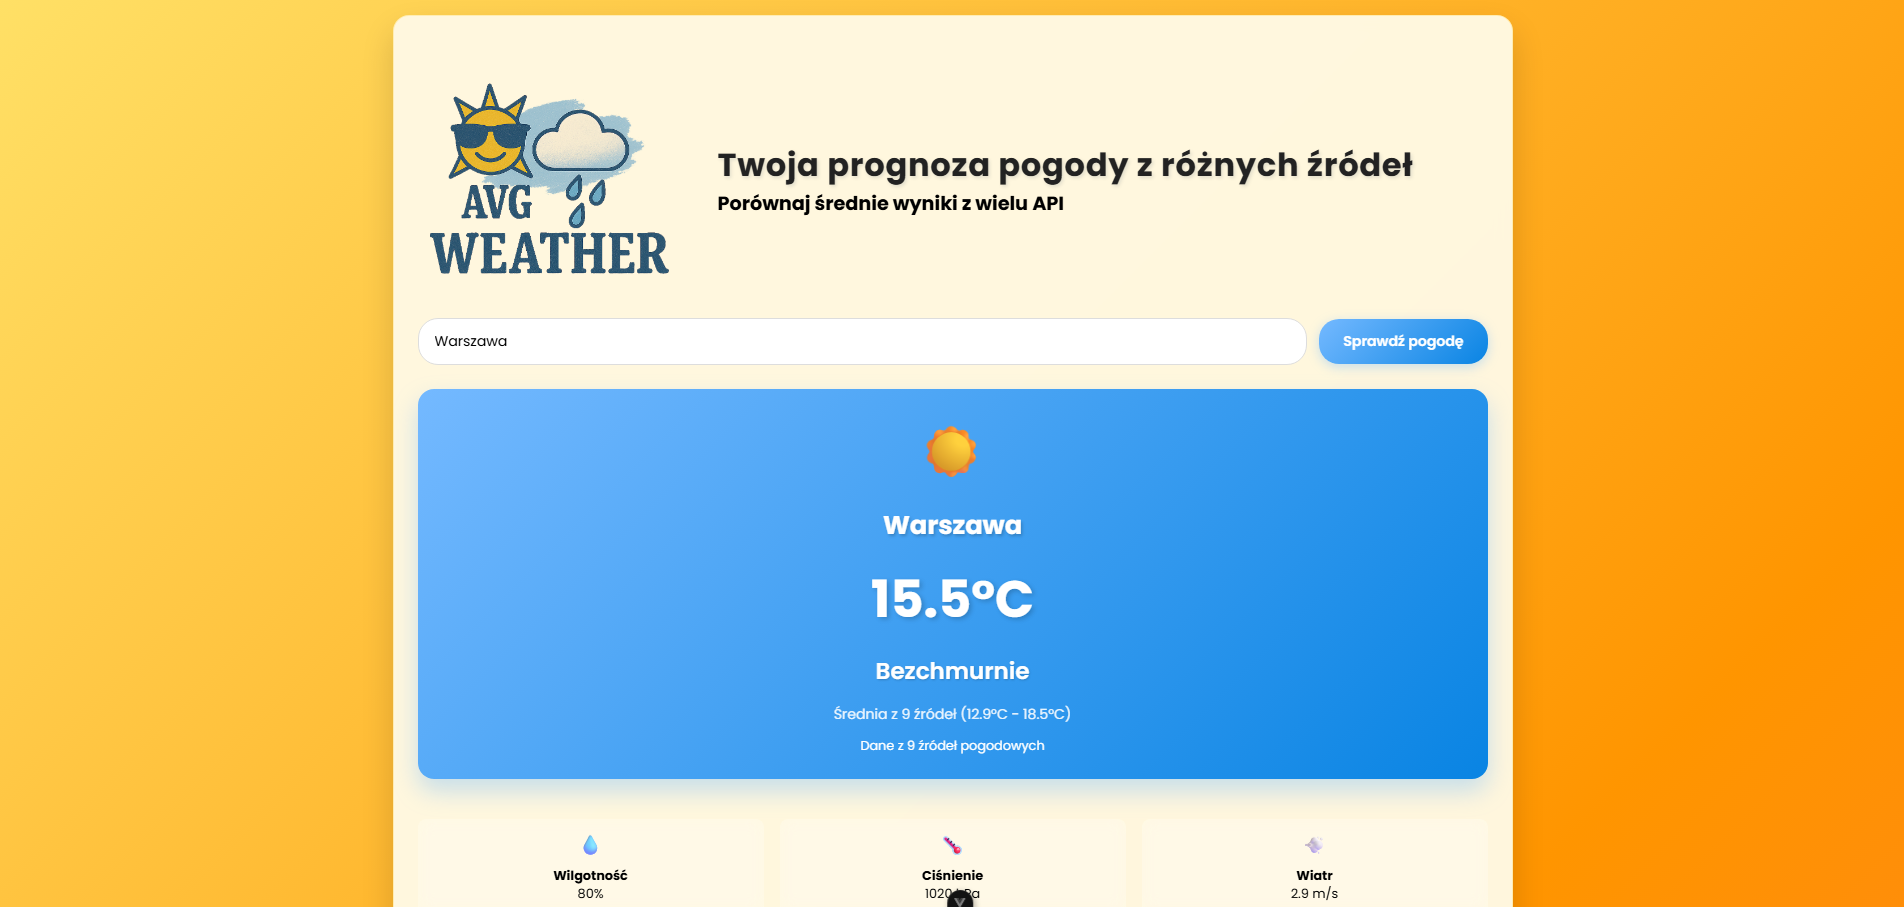 AVG
WEATHER
Twoja prognoza pogody z różnych źródeł
Porównaj średnie wyniki z wielu API
Warszawa
Sprawdź pogodę
Warszawa
15.5°C
Bezchmurnie
Średnia z 9 źródeł (12.9°C - 18.5°C)
Dane z 9 źródeł pogodowych
Wilgotność
80%
Ciśnienie
1020
Wiatr
2.9 m/s